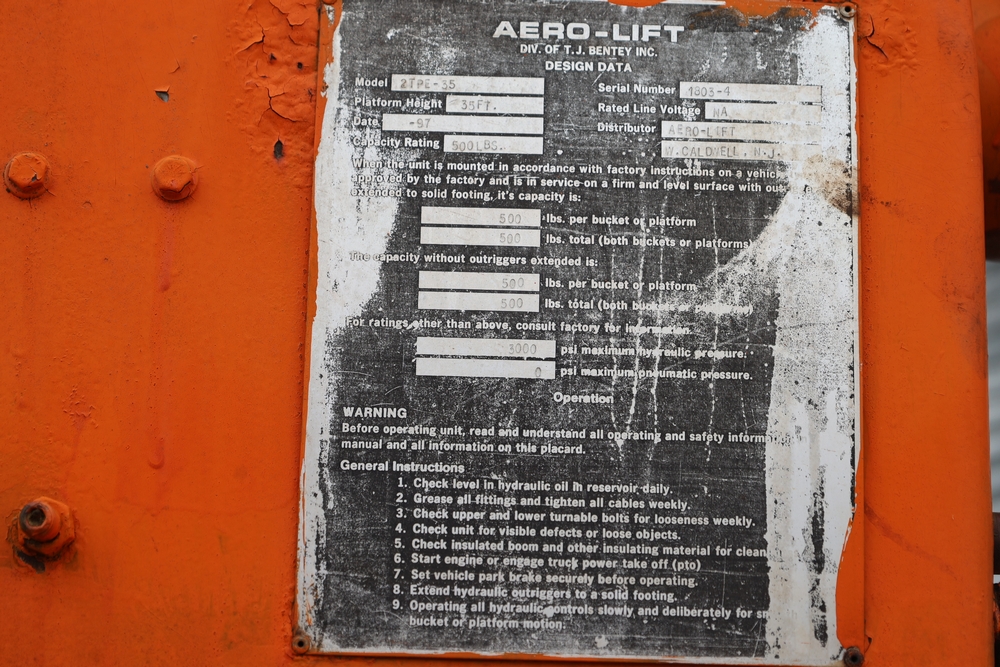 AERO-LIFT
DIV. OF T.J. BENTEY INC.
DESIGN DATA
Model 2TPE-35
Serial Number 1803-4
Platform Height 35FT.
Rated Line Voltage NA
Date -97
Distributor AERO-LIFT
Capacity Rating 500LBS.
W. CALDWELL, N.J.
When the unit is mounted in accordance with factory instructions on a
approved by the factory and is in service on a firm and level surface with
extended to solid footing, it's capacity is:
500 lbs. per bucket or platform
500 lbs. total (both buckets or platforms)
The capacity without outriggers extended is:
500 lbs. per bucket or platform
500 lbs. total (both
For ratings other than above, consult factory for information.
3000 psi maximum hydraulic pressure.
0 psi maximum pneumatic pressure.
Operation
WARNING
Before operating unit, read and understand all operating and safety
manual and all information on this placard.
General Instructions
1. Check level in hydraulic oil in reservoir daily.
2. Grease all fittings and tighten all cables weekly.
3. Check upper and lower turnable bolts for looseness weekly.
4. Check unit for visible defects or loose objects.
5. Check insulated boom and other insulating material for
6. Start engine or engage truck power take off (pto)
7. Set vehicle park brake securely before operating.
8. Extend hydraulic outriggers to a solid footing.
9. Operating all hydraulic controls slowly and deliberately for
bucket or platform motion.